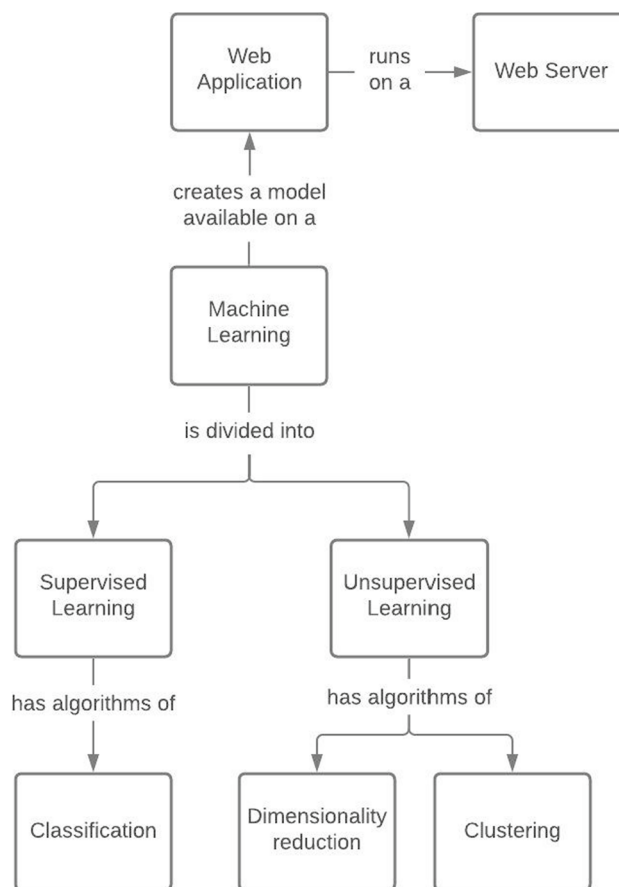 Web
Application
runs
on a
Web Server
creates a model
available on a
Machine
Learning
is divided into
Supervised
Learning
Unsupervised
Learning
has algorithms of
has algorithms of
Classification
Dimensionality
reduction
Clustering